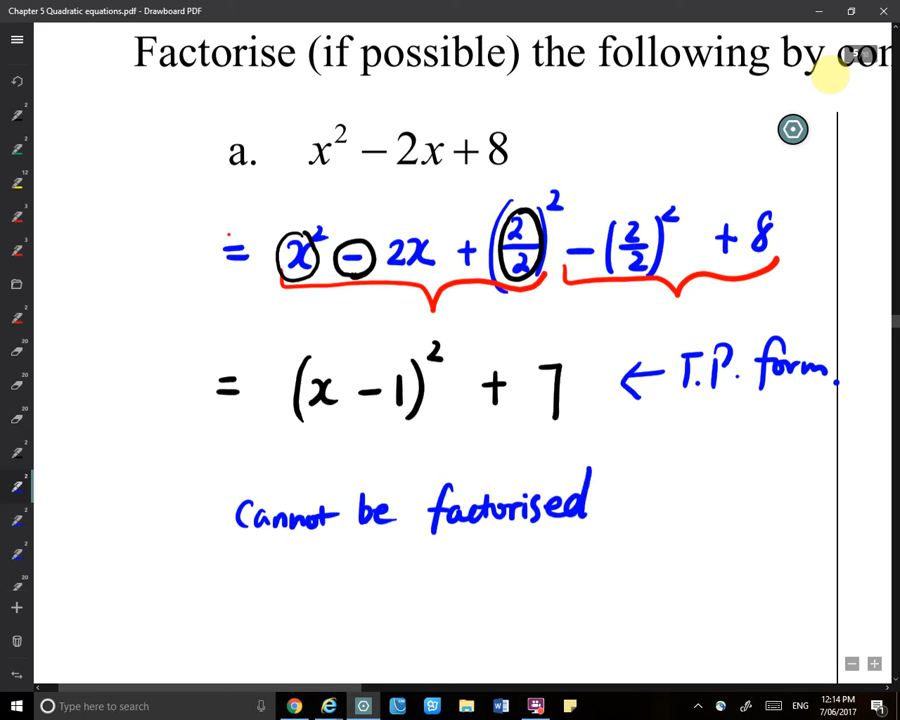 Chapter 5 Quadratic equations.pdf - Drawboard PDF
Factorise (if possible) the following by con
a. x² − 2x + 8
= x² − 2x + (2/2)² − (2/2)² + 8
= (x − 1)² + 7 ← T.P. form.
Cannot be factorised
Type here to search
ENG
12:14 PM
7/06/2017